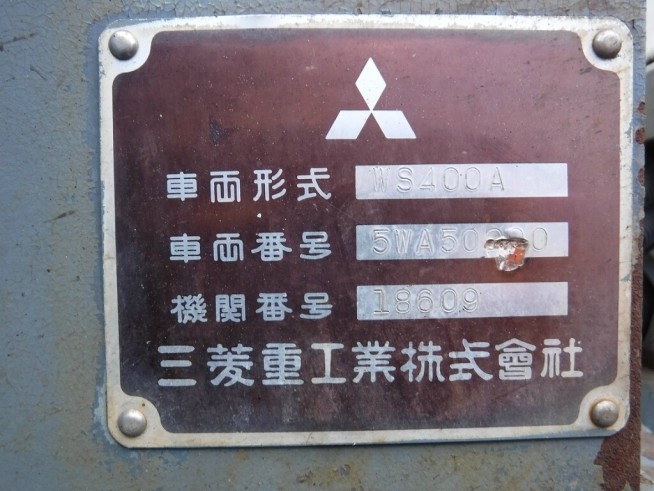 車両形式 WS400A
車両番号
機関番号 18609
三菱重工業株式會社